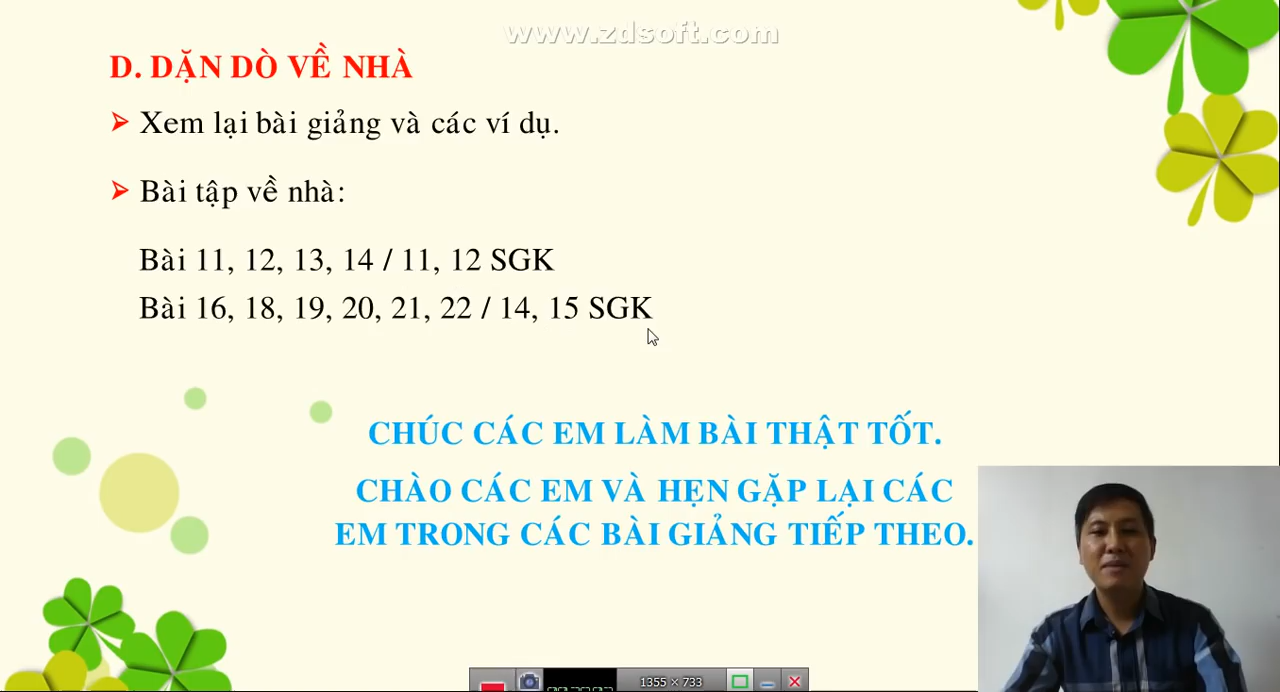 www.zdsoft.com
D. DẶN DÒ VỀ NHÀ
Xem lại bài giảng và các ví dụ.
Bài tập về nhà:
Bài 11, 12, 13, 14 / 11, 12 SGK
Bài 16, 18, 19, 20, 21, 22 / 14, 15 SGK
CHÚC CÁC EM LÀM BÀI THẬT TỐT.
CHÀO CÁC EM VÀ HẸN GẶP LẠI CÁC
EM TRONG CÁC BÀI GIẢNG TIẾP THEO.
1355 × 733